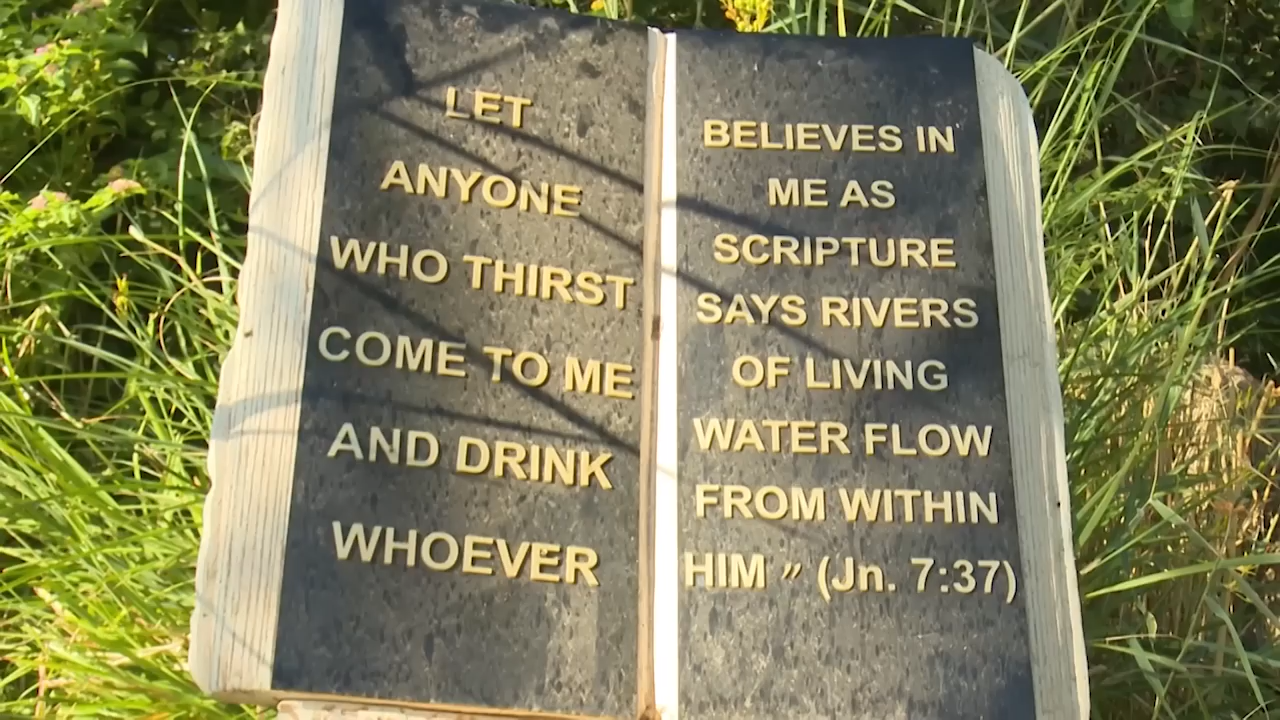 LET
ANYONE
WHO THIRST
COME TO ME
AND DRINK
WHOEVER
BELIEVES IN
ME AS
SCRIPTURE
SAYS RIVERS
OF LIVING
WATER FLOW
FROM WITHIN
HIM " (Jn. 7:37)